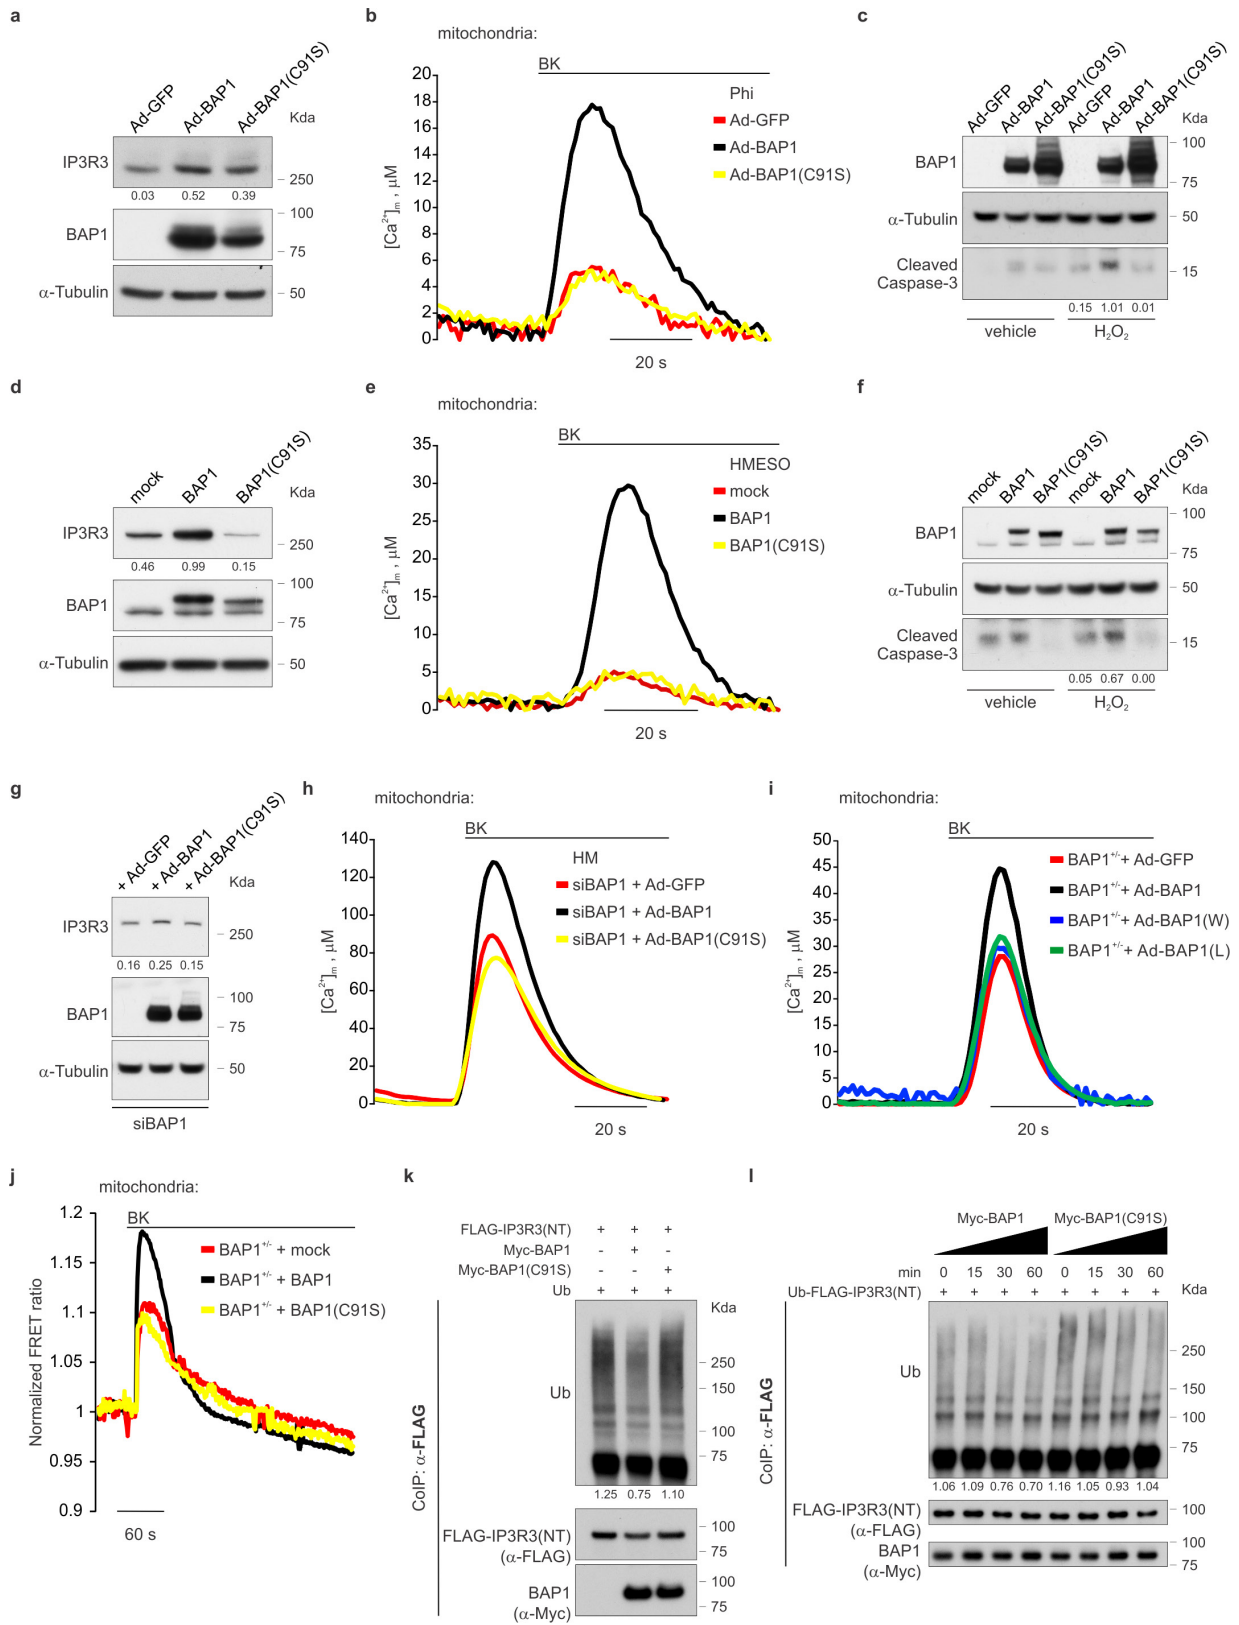 a
Ad-GFP
Ad-BAP1
Ad-BAP1(C91S)
Kda
IP3R3
250
0.03 0.52 0.39
BAP1
100
75
α-Tubulin
50
b
mitochondria:
BK
[Ca2+]m , μM
20
18
16
14
12
10
8
6
4
2
0
Phi
Ad-GFP
Ad-BAP1
Ad-BAP1(C91S)
20 s
c
Ad-GFP
Ad-BAP1
Ad-BAP1(C91S)
Ad-GFP
Ad-BAP1
Ad-BAP1(C91S)
Kda
BAP1
100
75
α-Tubulin
50
Cleaved
Caspase-3
15
0.15 1.01 0.01
vehicle H2O2
d
mock
BAP1
BAP1(C91S)
Kda
IP3R3
250
0.46 0.99 0.15
BAP1
100
75
α-Tubulin
50
e
mitochondria:
BK
[Ca2+]m , μM
35
30
25
20
15
10
5
0
HMESO
mock
BAP1
BAP1(C91S)
20 s
f
mock
BAP1
BAP1(C91S)
mock
BAP1
BAP1(C91S)
Kda
BAP1
100
75
α-Tubulin
50
Cleaved
Caspase-3
15
0.05 0.67 0.00
vehicle H2O2
g
+ Ad-GFP
+ Ad-BAP1
+ Ad-BAP1(C91S)
Kda
IP3R3
250
0.16 0.25 0.15
BAP1
100
75
α-Tubulin
50
siBAP1
h
mitochondria:
BK
[Ca2+]m , μM
140
120
100
80
60
40
20
0
HM
siBAP1 + Ad-GFP
siBAP1 + Ad-BAP1
siBAP1 + Ad-BAP1(C91S)
20 s
i
mitochondria:
BK
[Ca2+]m , μM
50
45
40
35
30
25
20
15
10
5
0
BAP1+/-+ Ad-GFP
BAP1+/-+ Ad-BAP1
BAP1+/-+ Ad-BAP1(W)
BAP1+/-+ Ad-BAP1(L)
20 s
j
mitochondria:
BK
Normalized FRET ratio
1.2
1.15
1.1
1.05
1
0.95
0.9
BAP1+/- + mock
BAP1+/- + BAP1
BAP1+/- + BAP1(C91S)
60 s
k
FLAG-IP3R3(NT) + + +
Myc-BAP1 - + -
Myc-BAP1(C91S) - - +
Ub + + +
Kda
CoIP: α-FLAG
Ub
250
150
100
75
1.25 0.75 1.10
FLAG-IP3R3(NT)
(α-FLAG)
100
75
BAP1
(α-Myc)
100
75
l
Myc-BAP1 Myc-BAP1(C91S)
min 0 15 30 60 0 15 30 60
Ub-FLAG-IP3R3(NT) + + + + + + + + Kda
CoIP: α-FLAG
Ub
250
150
100
75
1.06 1.09 0.76 0.70 1.16 1.05 0.93 1.04
FLAG-IP3R3(NT)
(α-FLAG)
100
BAP1
(α-Myc)
100
75